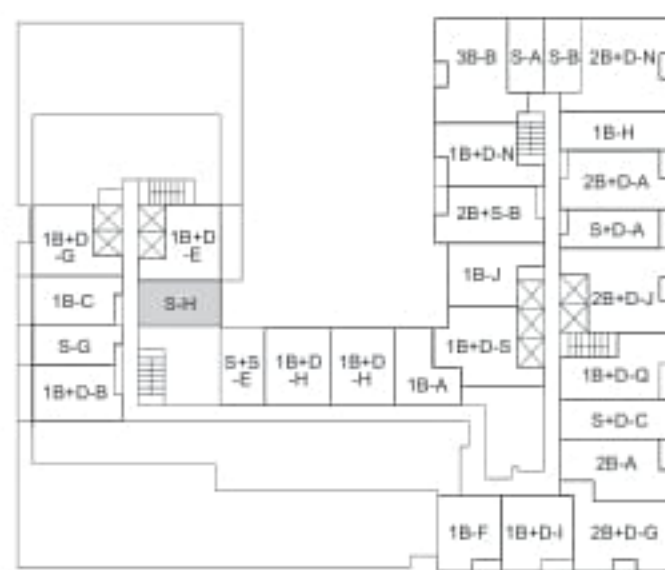 3B-B
S-A
S-B
2B+D-N
1B-H
1B+D-N
2B+D-A
2B+S-B
S+D-A
1B+D
-G
1B+D
-E
1B-J
2B+D-J
1B-C
S-H
S-G
1B+D-S
S+S
-E
1B+D
-H
1B+D
-H
1B-A
1B+D-Q
1B+D-B
S+D-C
2B-A
1B-F
1B+D-I
2B+D-G